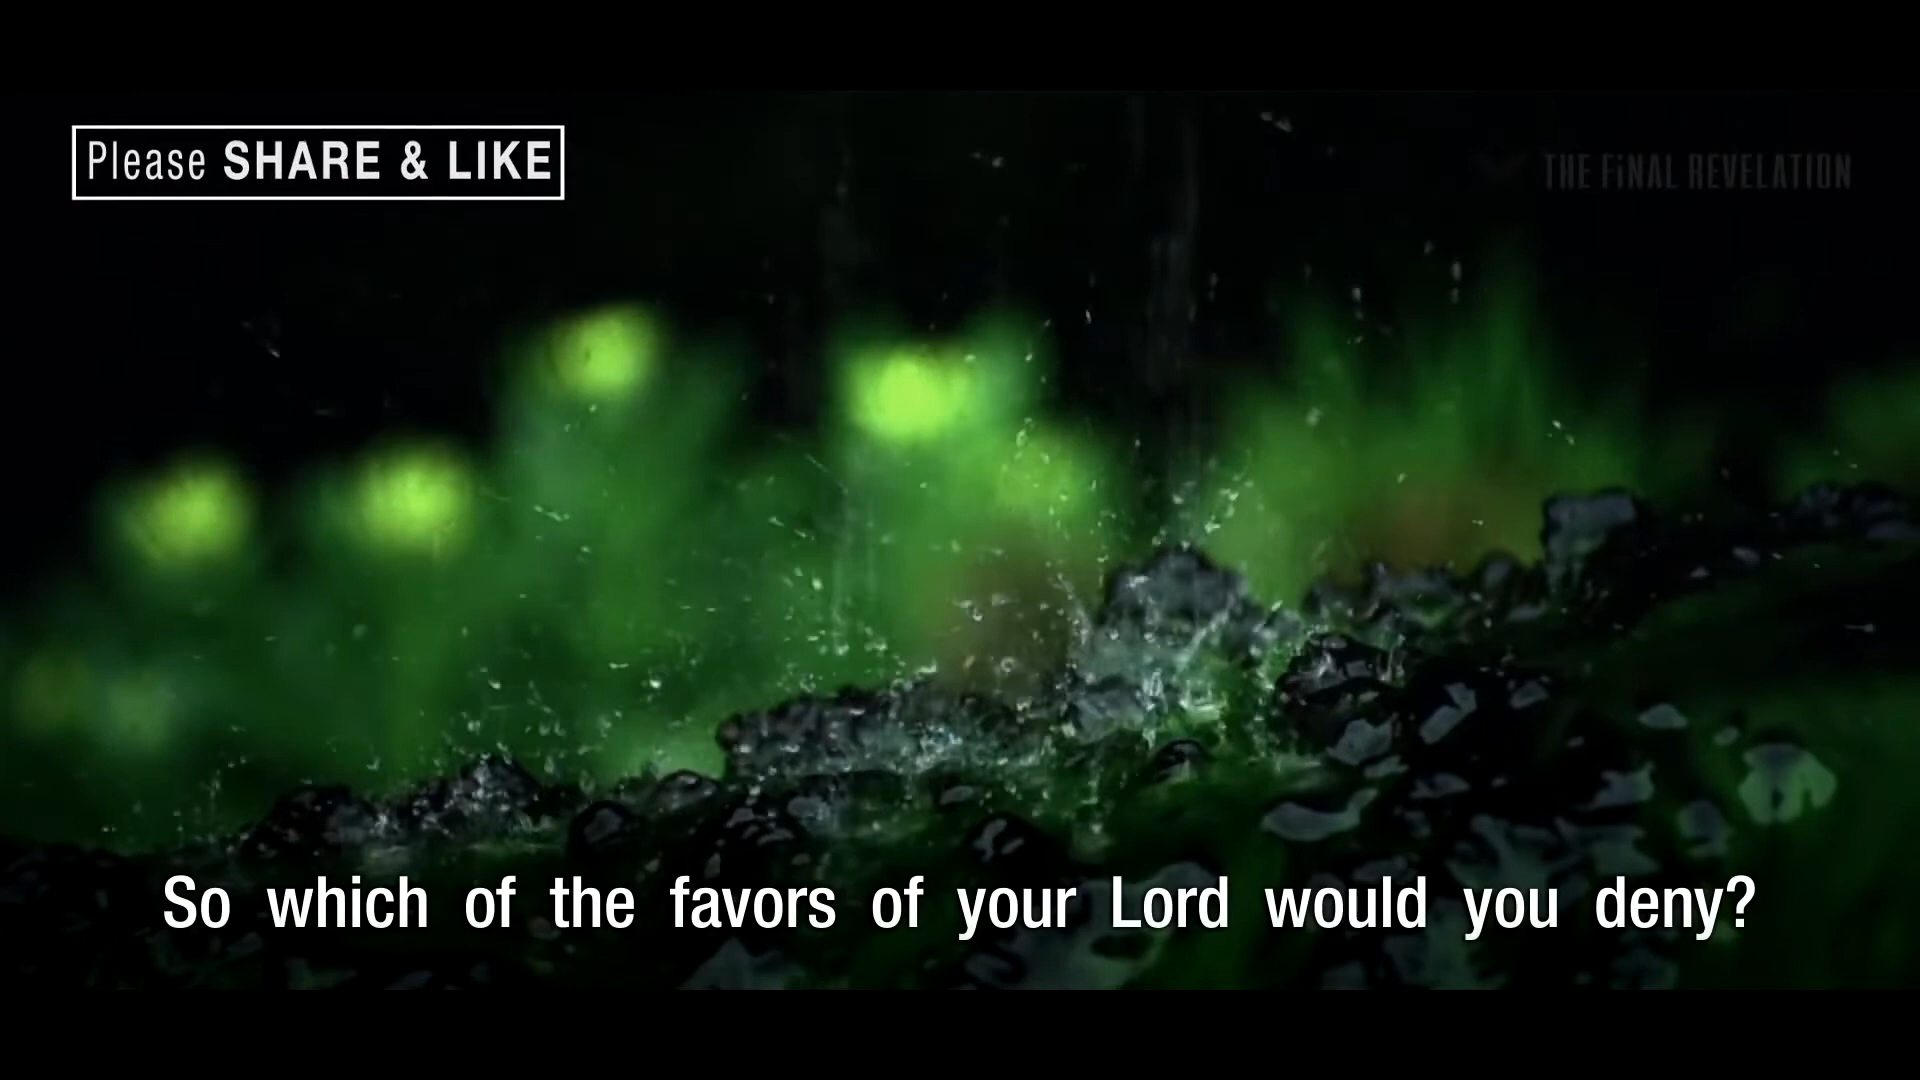 Please SHARE & LIKE
THE FiNAL REVELATION
So which of the favors of your Lord would you deny?